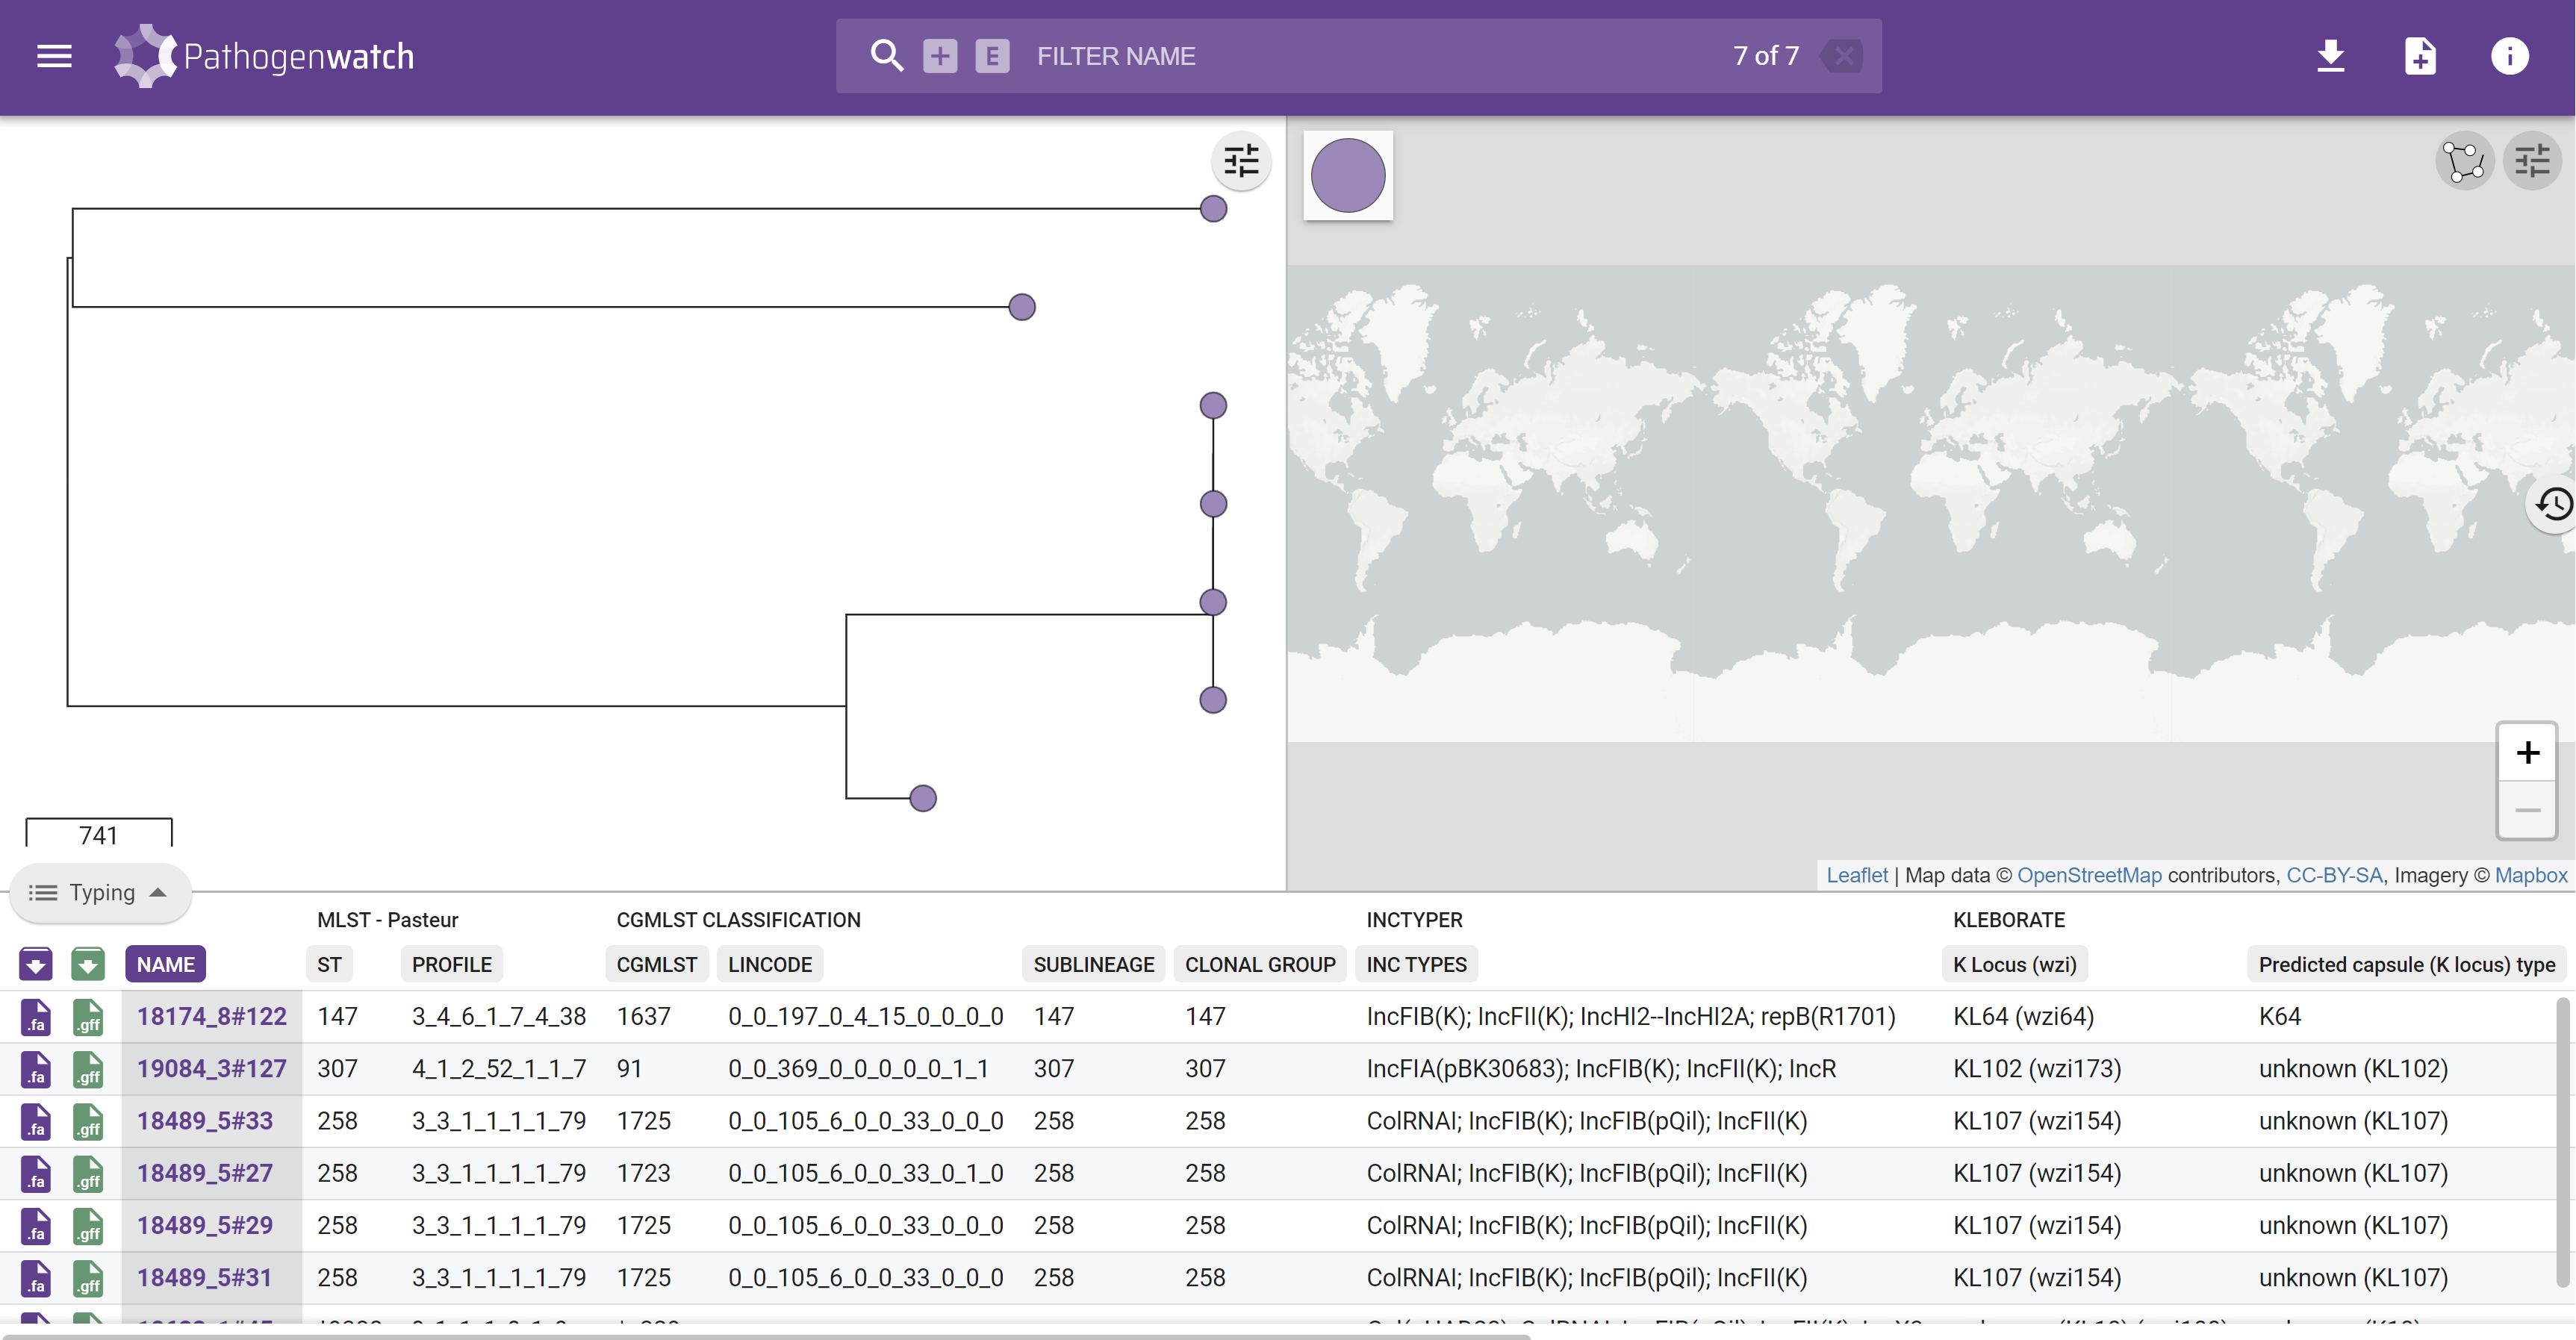 Pathogenwatch + E FILTER NAME 7 of 7
741
+
−
Leaflet | Map data © OpenStreetMap contributors, CC-BY-SA, Imagery © Mapbox
Typing
MLST - Pasteur CGMLST CLASSIFICATION INCTYPER KLEBORATE
NAME ST PROFILE CGMLST LINCODE SUBLINEAGE CLONAL GROUP INC TYPES K Locus (wzi) Predicted capsule (K locus) type
.fa .gff 18174_8#122 147 3_4_6_1_7_4_38 1637 0_0_197_0_4_15_0_0_0_0 147 147 IncFIB(K); IncFII(K); IncHI2--IncHI2A; repB(R1701) KL64 (wzi64) K64
.fa .gff 19084_3#127 307 4_1_2_52_1_1_7 91 0_0_369_0_0_0_0_0_1_1 307 307 IncFIA(pBK30683); IncFIB(K); IncFII(K); IncR KL102 (wzi173) unknown (KL102)
.fa .gff 18489_5#33 258 3_3_1_1_1_1_79 1725 0_0_105_6_0_0_33_0_0_0 258 258 ColRNAI; IncFIB(K); IncFIB(pQil); IncFII(K) KL107 (wzi154) unknown (KL107)
.fa .gff 18489_5#27 258 3_3_1_1_1_1_79 1723 0_0_105_6_0_0_33_0_1_0 258 258 ColRNAI; IncFIB(K); IncFIB(pQil); IncFII(K) KL107 (wzi154) unknown (KL107)
.fa .gff 18489_5#29 258 3_3_1_1_1_1_79 1725 0_0_105_6_0_0_33_0_0_0 258 258 ColRNAI; IncFIB(K); IncFIB(pQil); IncFII(K) KL107 (wzi154) unknown (KL107)
.fa .gff 18489_5#31 258 3_3_1_1_1_1_79 1725 0_0_105_6_0_0_33_0_0_0 258 258 ColRNAI; IncFIB(K); IncFIB(pQil); IncFII(K) KL107 (wzi154) unknown (KL107)